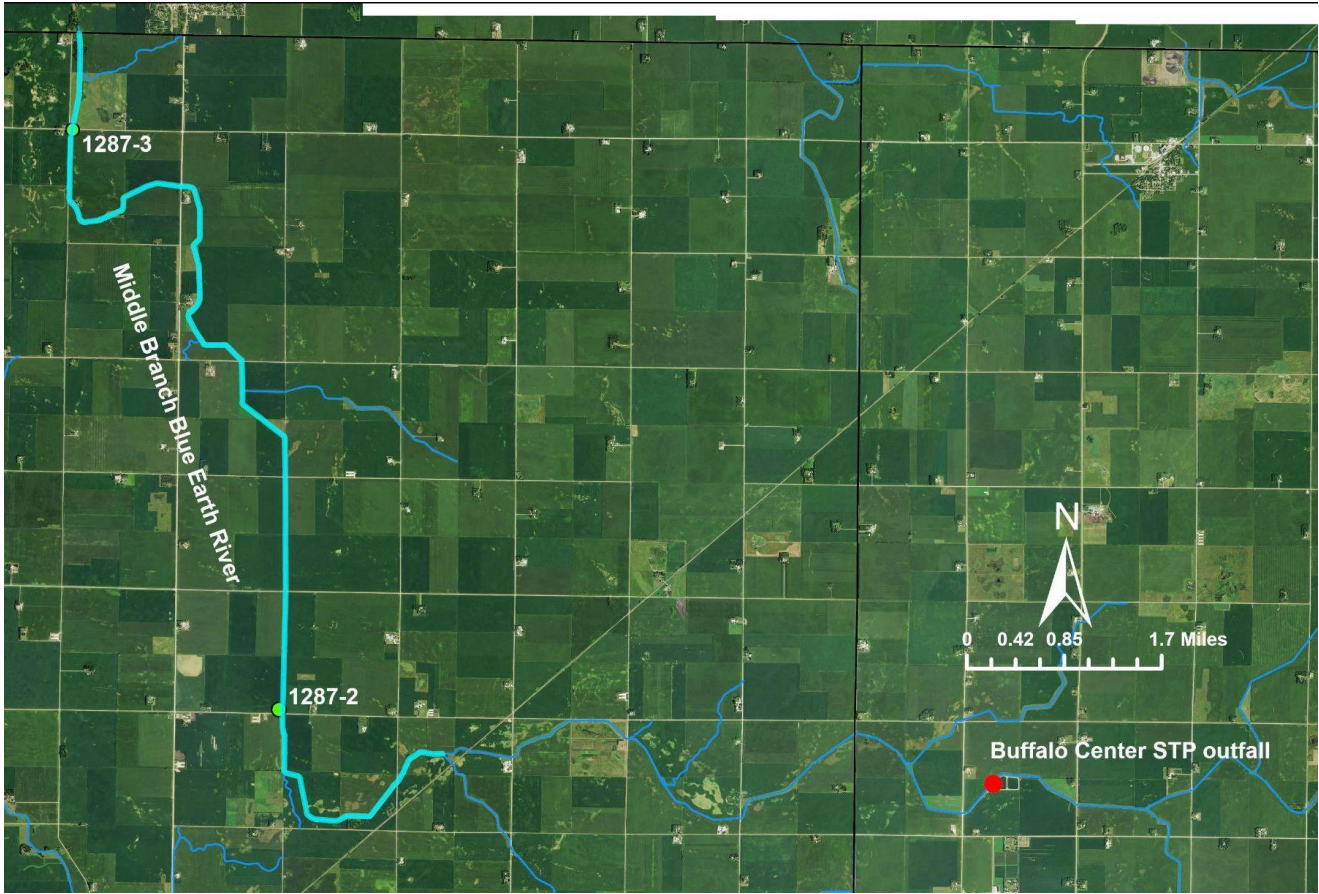 1287-3
Middle Branch Blue Earth River
N
0 0.42 0.85 1.7 Miles
1287-2
Buffalo Center STP outfall